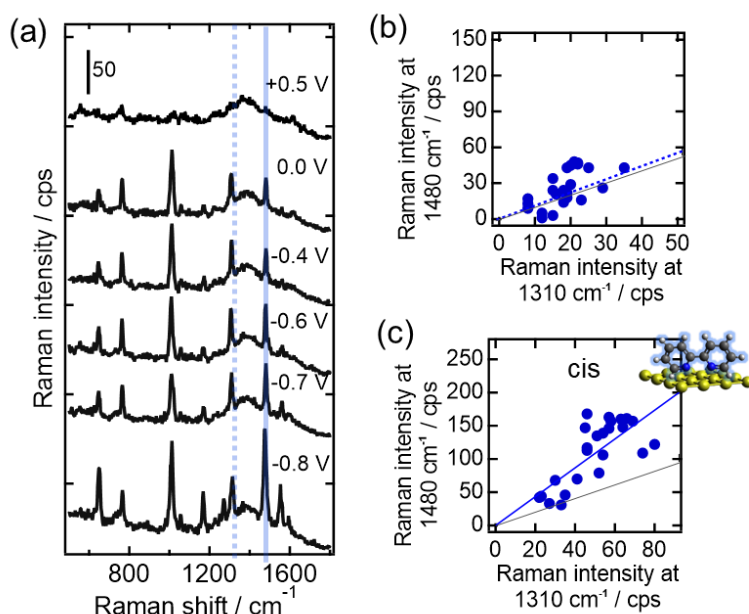 (a)
50
+0.5 V
0.0 V
-0.4 V
-0.6 V
-0.7 V
-0.8 V
Raman intensity / cps
800
1200
1600
Raman shift / cm⁻¹
(b)
Raman intensity at
1480 cm⁻¹ / cps
150
120
90
60
30
0
0
10
20
30
40
50
Raman intensity at
1310 cm⁻¹ / cps
(c)
cis
Raman intensity at
1480 cm⁻¹ / cps
250
200
150
100
50
0
0
20
40
60
80
Raman intensity at
1310 cm⁻¹ / cps